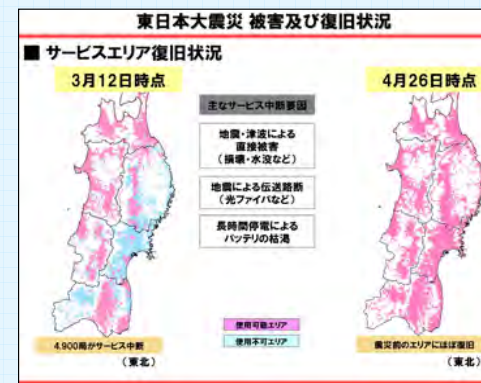 東日本大震災 被害及び復旧状況
■ サービスエリア復旧状況
3月12日時点
4月26日時点
主なサービス中断要因
地震・津波による
直接被害
(損壊・水没など)
地震による伝送路断
(光ファイバなど)
長時間停電による
バッテリの枯渇
使用可能エリア
使用不可エリア
4,900局がサービス中断
(東北)
震災前のエリアにほぼ復旧
(東北)